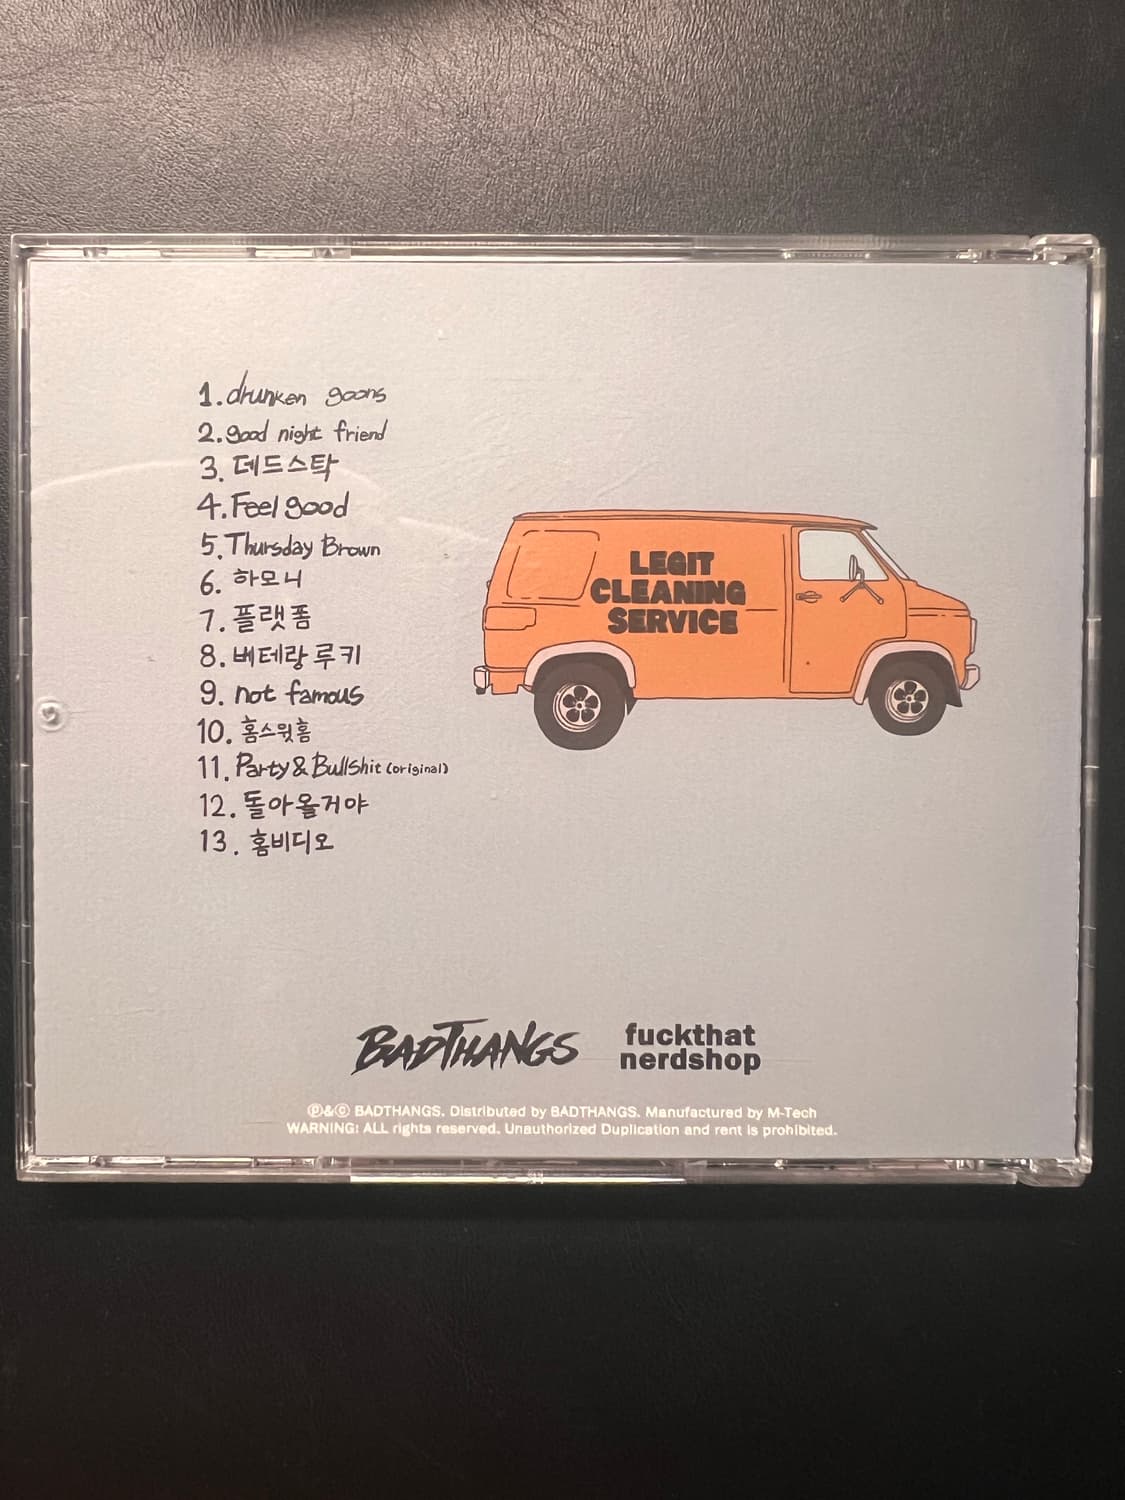 1. drunken goons
2. good night friend
3. 데드스탁
4. Feel good
5. Thursday Brown
6. 하모니
7. 플랫폼
8. 베테랑 루키
9. not famous
10. 홈스윗홈
11. Party & Bullshit (original)
12. 돌아올거야
13. 홈비디오
LEGIT
CLEANING
SERVICE
BADTHANGS
fuckthat
nerdshop
℗&© BADTHANGS. Distributed by BADTHANGS. Manufactured by M-Tech
WARNING: ALL rights reserved. Unauthorized Duplication and rent is prohibited.